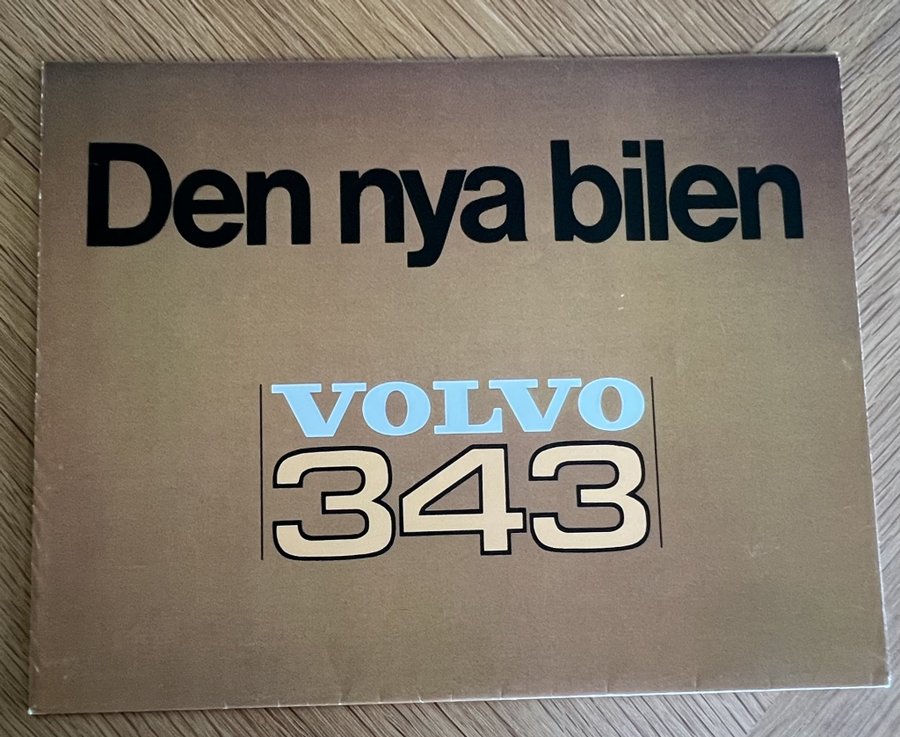 Den nya bilen
VOLVO
343